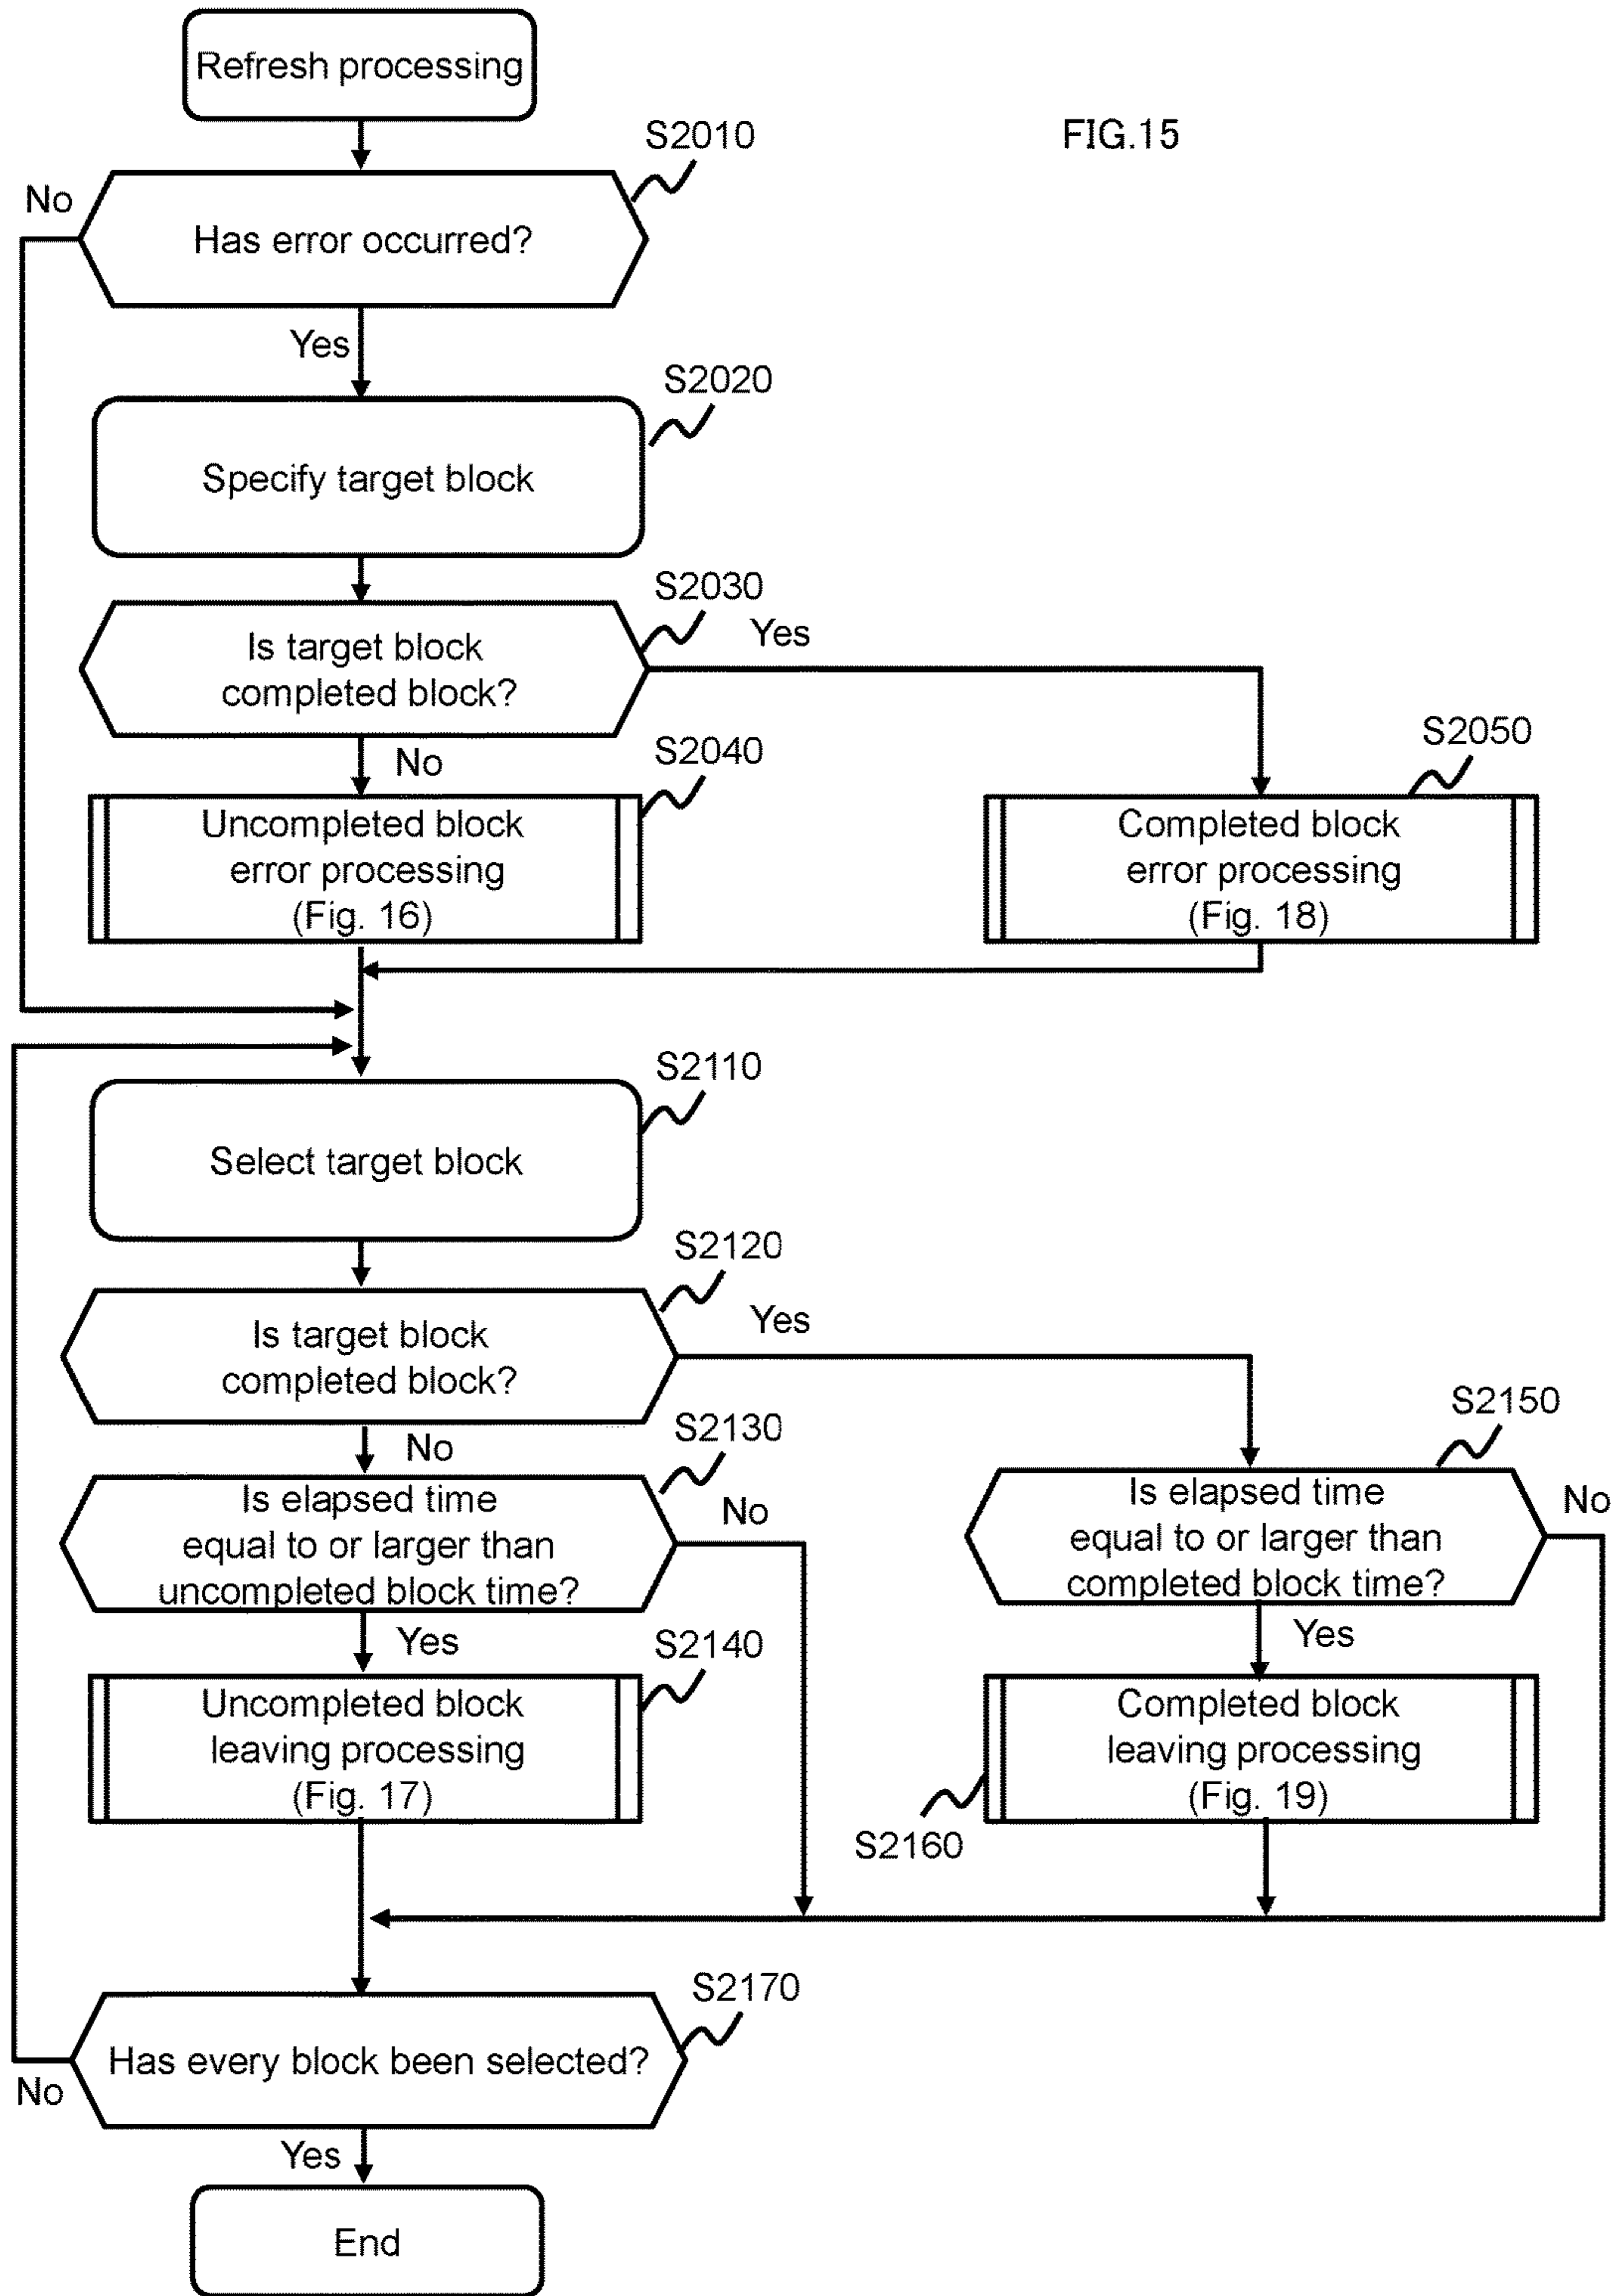 Refresh processing
FIG.15
S2010
No
Has error occurred?
Yes
S2020
Specify target block
S2030
Yes
Is target block
completed block?
No
S2040
S2050
Uncompleted block
error processing
(Fig. 16)
Completed block
error processing
(Fig. 18)
S2110
Select target block
S2120
Yes
Is target block
completed block?
No
S2130
S2150
Is elapsed time
equal to or larger than
uncompleted block time?
No
Is elapsed time
equal to or larger than
completed block time?
No
Yes
S2140
Yes
Uncompleted block
leaving processing
(Fig. 17)
Completed block
leaving processing
(Fig. 19)
S2160
S2170
Has every block been selected?
No
Yes
End